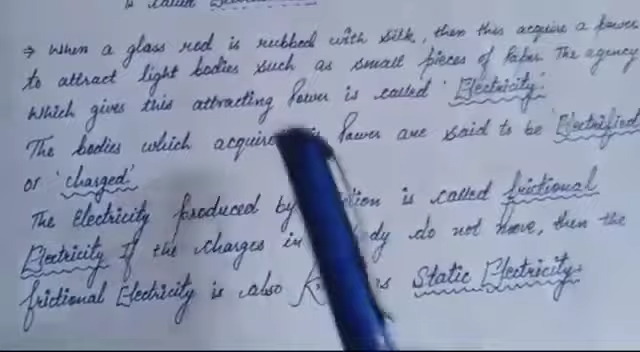 is called
→ When a glass rod is rubbed with silk, then this acquire a power
to attract light bodies such as small pieces of paper. The agency
which gives this attracting Power is called 'Electricity'
The bodies which acquire Power are said to be 'Electrified'
or 'charged'
The Electricity produced by is called frictional
Electricity If the charges in do not move, then the
frictional Electricity is also is Static Electricity.